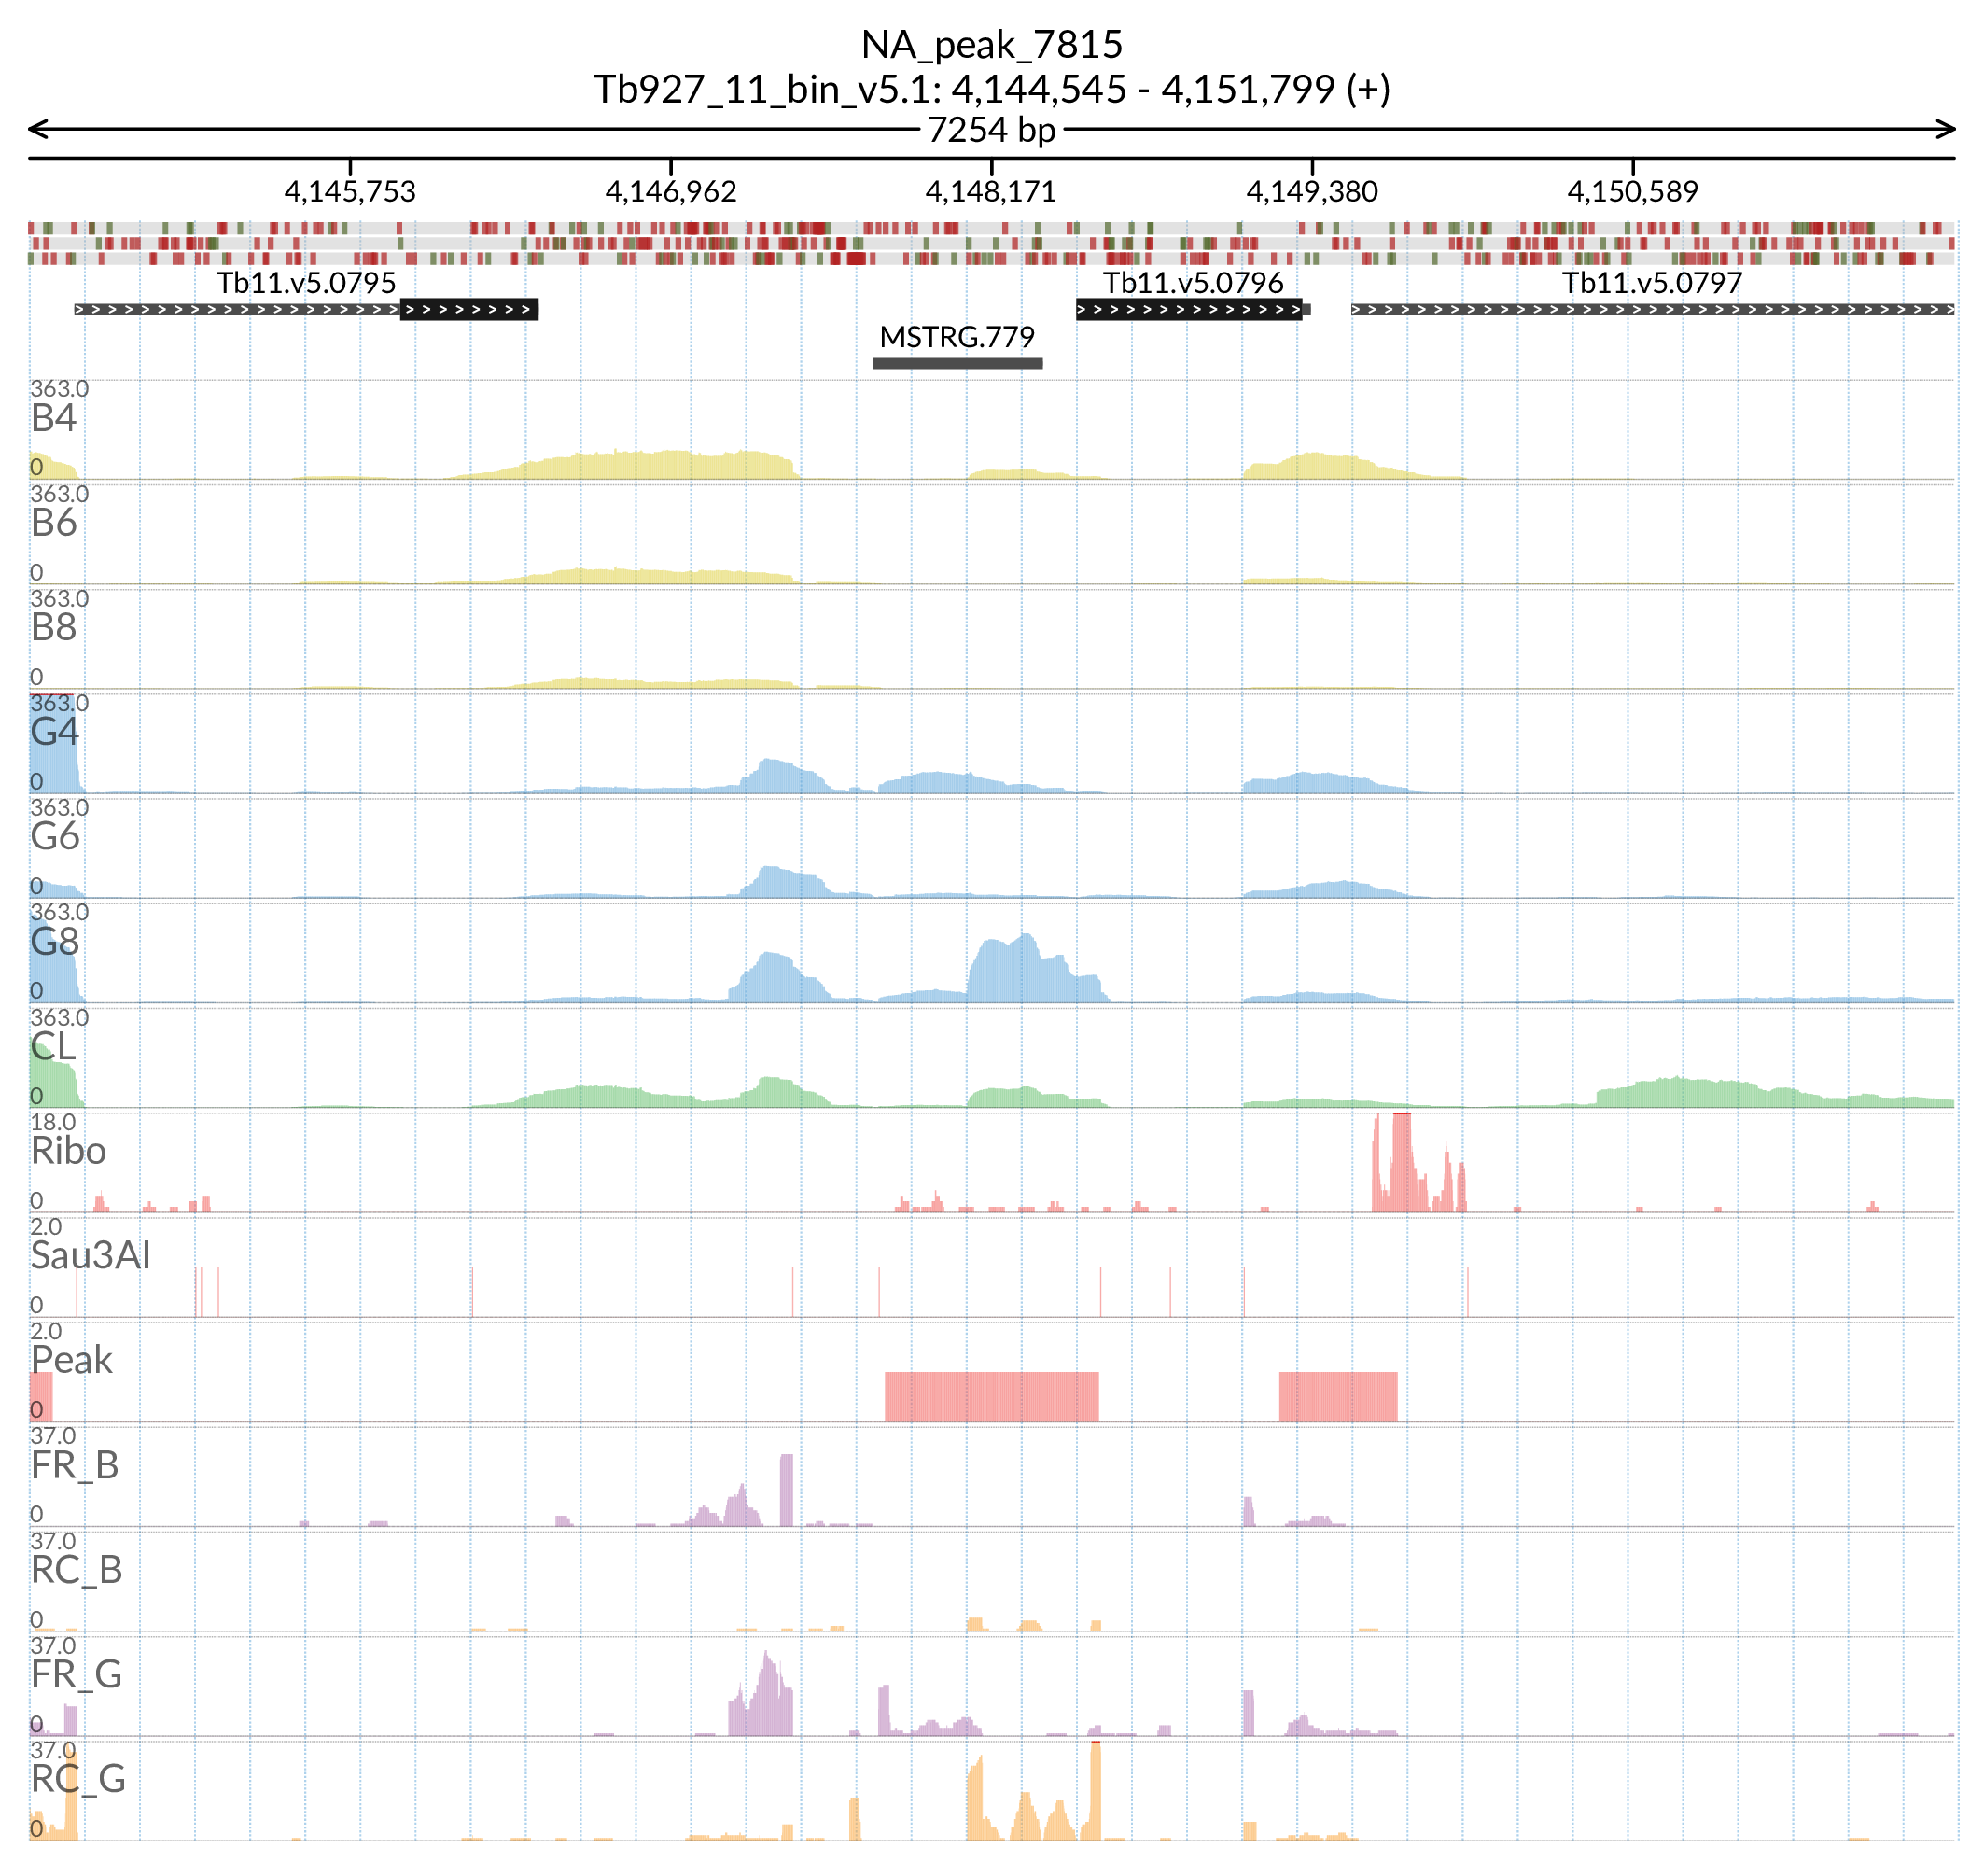 NA_peak_7815
Tb927_11_bin_v5.1: 4,144,545 - 4,151,799 (+)
7254 bp
4,145,753 4,146,962 4,148,171 4,149,380 4,150,589
Tb11.v5.0795 Tb11.v5.0796 Tb11.v5.0797
MSTRG.779
363.0
B4
0
363.0
B6
0
363.0
B8
0
363.0
G4
0
363.0
G6
0
363.0
G8
0
363.0
CL
0
18.0
Ribo
0
2.0
Sau3AI
0
2.0
Peak
0
37.0
FR_B
0
37.0
RC_B
0
37.0
FR_G
0
37.0
RC_G
0